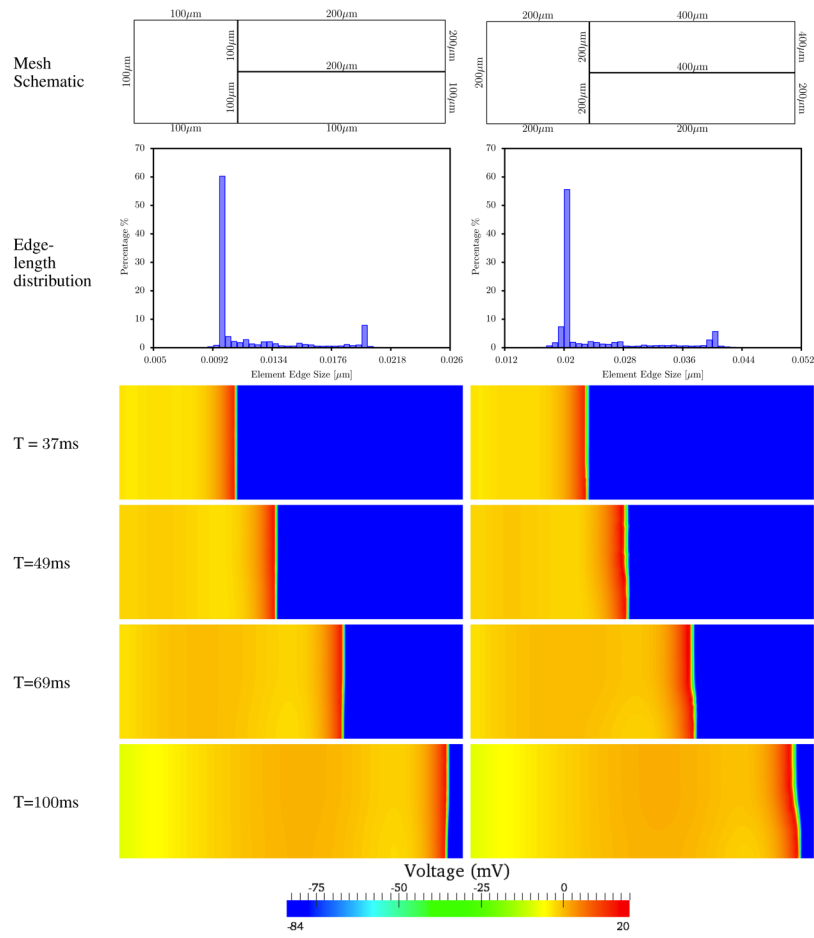 100μm 200μm 400μm 200μm
Mesh
Schematic
100μm
100μm
200μm
200μm
100μm
100μm
100μm 100μm
200μm
200μm
400μm
400μm
200μm
200μm
200μm 200μm
Edge-
length
distribution
Percentage %
70
60
50
40
30
20
10
0
0.005 0.0092 0.0134 0.0176 0.0218 0.026
Element Edge Size [μm]
Percentage %
70
60
50
40
30
20
10
0
0.012 0.02 0.028 0.036 0.044 0.052
Element Edge Size [μm]
T = 37ms
T=49ms
T=69ms
T=100ms
Voltage (mV)
-75 -50 -25 0
-84 20